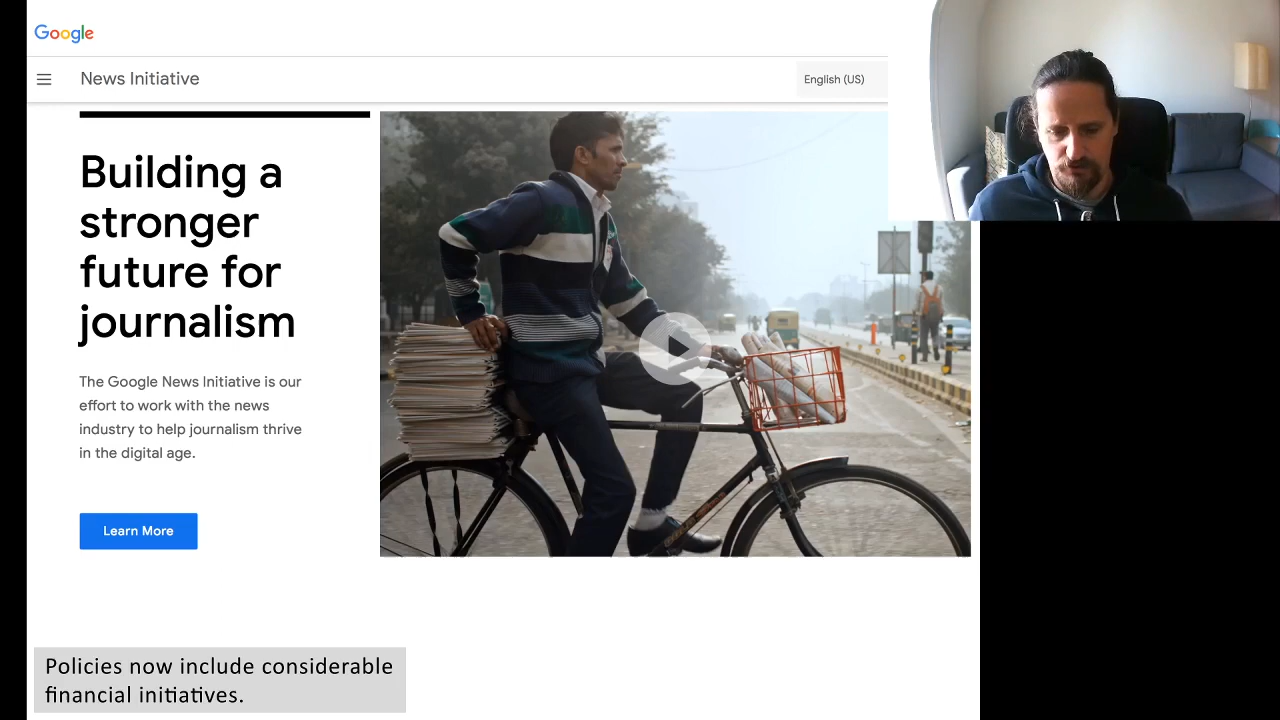 Google
News Initiative
English (US)
Building a
stronger
future for
journalism
The Google News Initiative is our
effort to work with the news
industry to help journalism thrive
in the digital age.
Learn More
Policies now include considerable
financial initiatives.